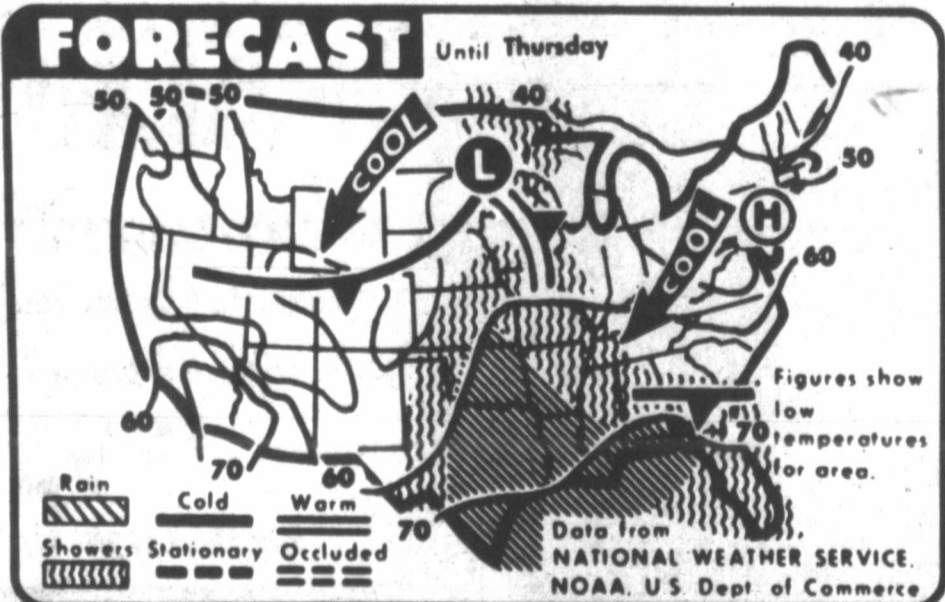 FORECAST
Until Thursday
50 50 50
40
40
COOL
L
50
COOL
H
60
Figures show
low
temperatures
for area.
60
70
60
70
70
Rain
Cold
Warm
Showers
Stationary
Occluded
Data from
NATIONAL WEATHER SERVICE,
NOAA, U.S. Dept. of Commerce